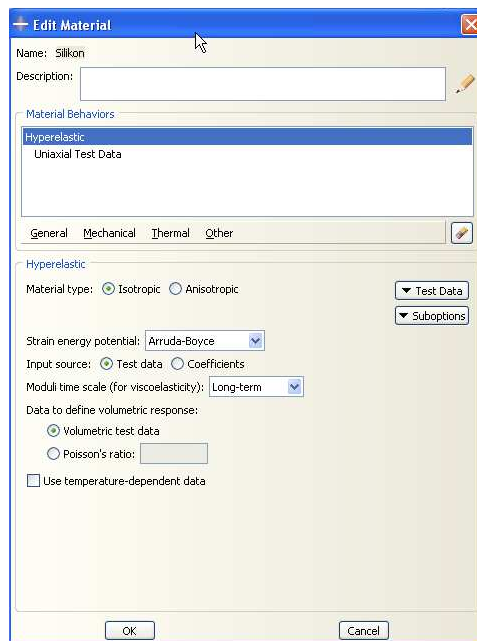 Edit Material
Name: Silikon
Description:
Material Behaviors
Hyperelastic
Uniaxial Test Data
General Mechanical Thermal Other
Hyperelastic
Material type: Isotropic Anisotropic
Test Data
Suboptions
Strain energy potential: Arruda-Boyce
Input source: Test data Coefficients
Moduli time scale (for viscoelasticity): Long-term
Data to define volumetric response:
Volumetric test data
Poisson's ratio:
Use temperature-dependent data
OK Cancel